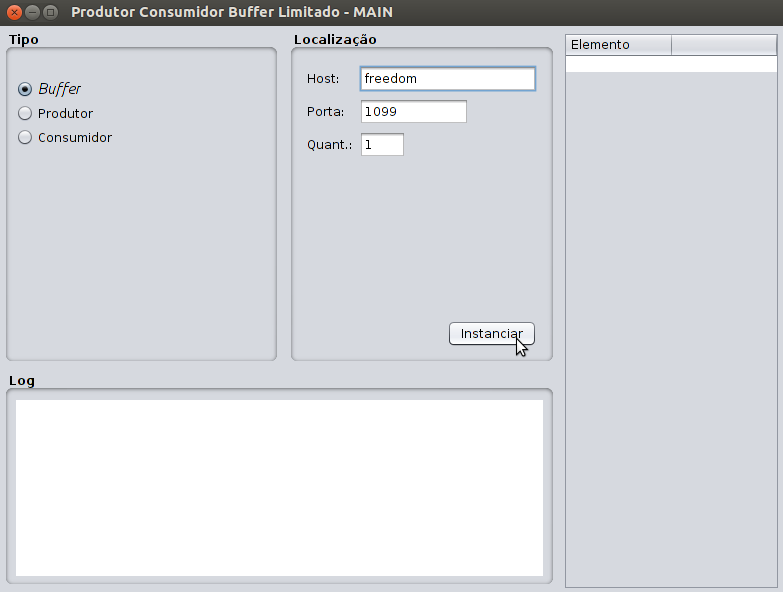 Produtor Consumidor Buffer Limitado - MAIN
Tipo
Buffer
Produtor
Consumidor
Localização
Host: freedom
Porta: 1099
Quant.: 1
Instanciar
Log
Elemento